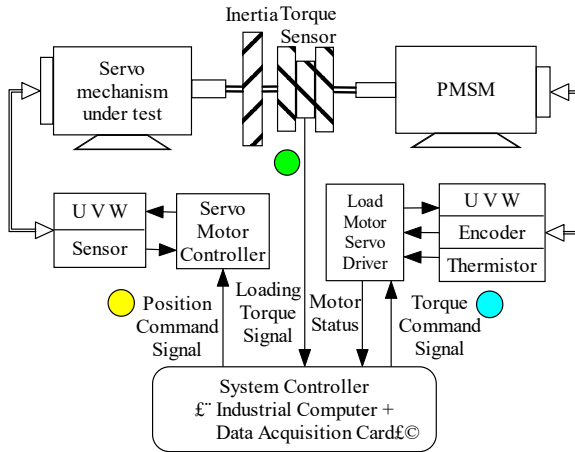 Inertia
Torque
Sensor
Servo
mechanism
under test
PMSM
U V W
Sensor
Servo
Motor
Controller
Load
Motor
Servo
Driver
U V W
Encoder
Thermistor
Position
Command
Signal
Loading
Torque
Signal
Motor
Status
Torque
Command
Signal
System Controller
£¨ Industrial Computer +
Data Acquisition Card£©